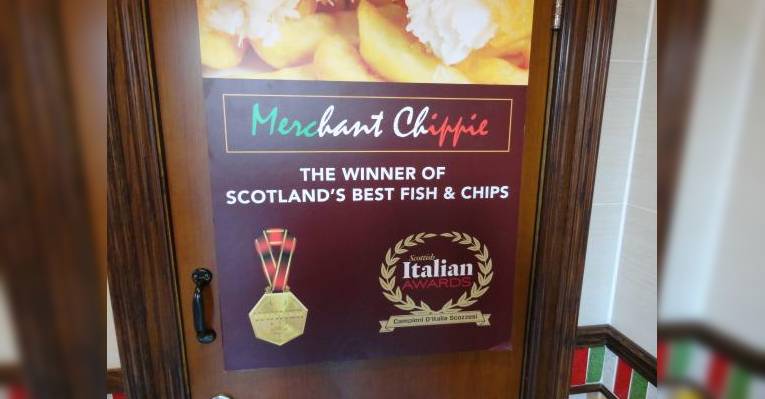 Merchant Chippie
THE WINNER OF
SCOTLAND'S BEST FISH & CHIPS
Scottish
Italian
AWARDS
Campioni D'Italia Scozzesi